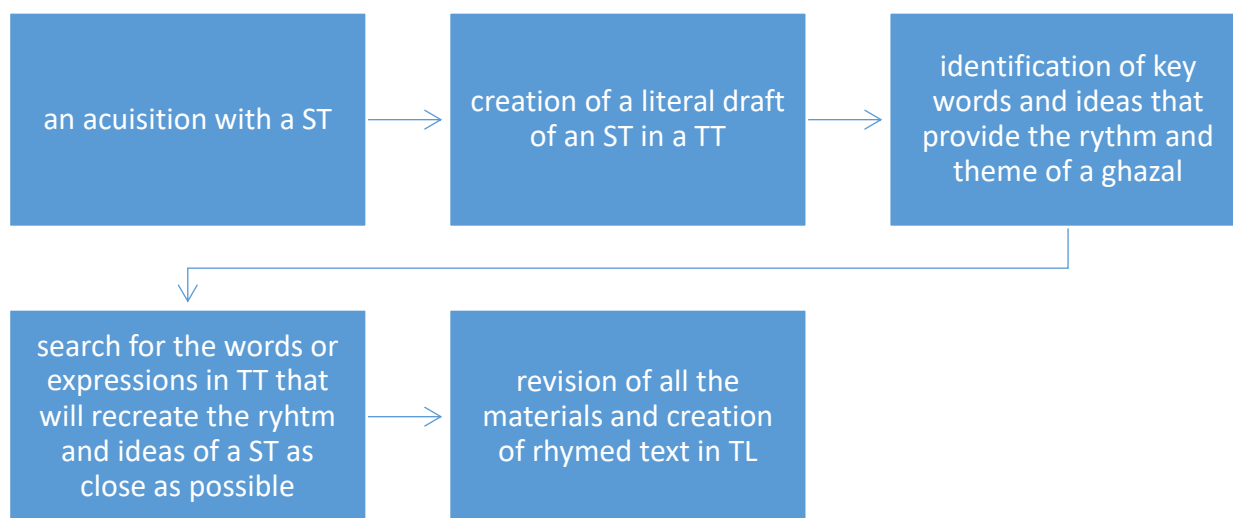 an acuisition with a ST
creation of a literal draft
of an ST in a TT
identification of key
words and ideas that
provide the rythm and
theme of a ghazal
search for the words or
expressions in TT that
will recreate the ryhtm
and ideas of a ST as
close as possible
revision of all the
materials and creation
of rhymed text in TL